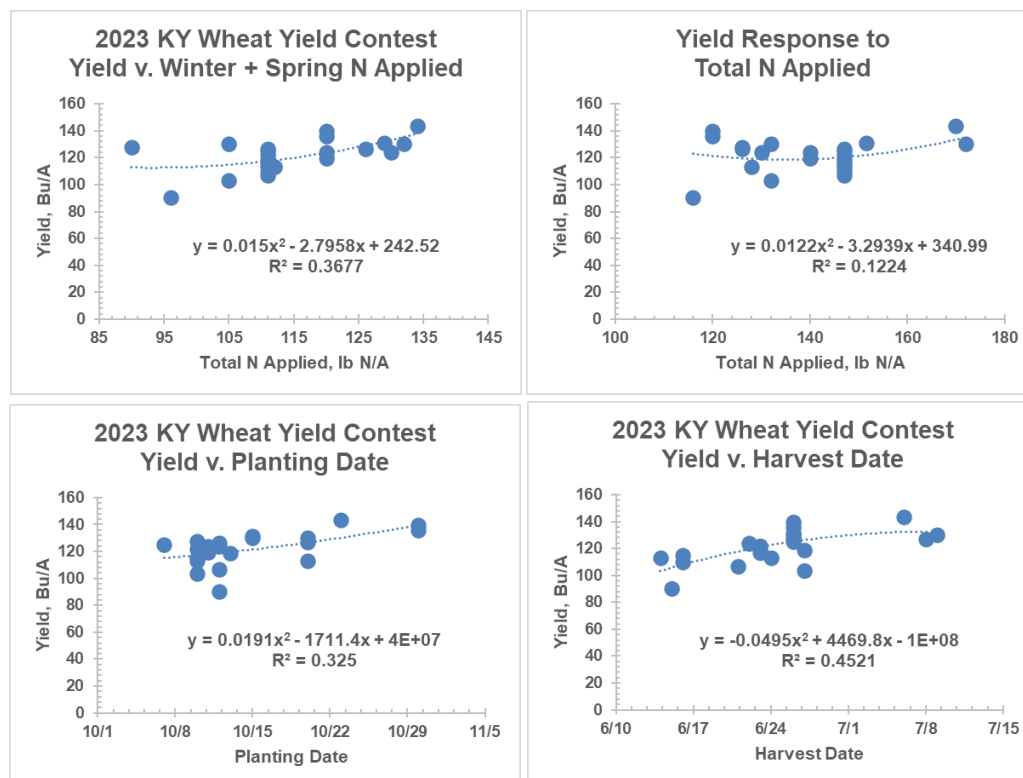 2023 KY Wheat Yield Contest
Yield v. Winter + Spring N Applied
160
140
120
100
80
60
40
20
0
Yield, Bu/A
y = 0.015x² - 2.7958x + 242.52
R² = 0.3677
85 95 105 115 125 135 145
Total N Applied, lb N/A
Yield Response to
Total N Applied
160
140
120
100
80
60
40
20
0
Yield, Bu/A
y = 0.0122x² - 3.2939x + 340.99
R² = 0.1224
100 120 140 160 180
Total N Applied, lb N/A
2023 KY Wheat Yield Contest
Yield v. Planting Date
160
140
120
100
80
60
40
20
0
Yield, Bu/A
y = 0.0191x² - 1711.4x + 4E+07
R² = 0.325
10/1 10/8 10/15 10/22 10/29 11/5
Planting Date
2023 KY Wheat Yield Contest
Yield v. Harvest Date
160
140
120
100
80
60
40
20
0
Yield, Bu/A
y = -0.0495x² + 4469.8x - 1E+08
R² = 0.4521
6/10 6/17 6/24 7/1 7/8 7/15
Harvest Date